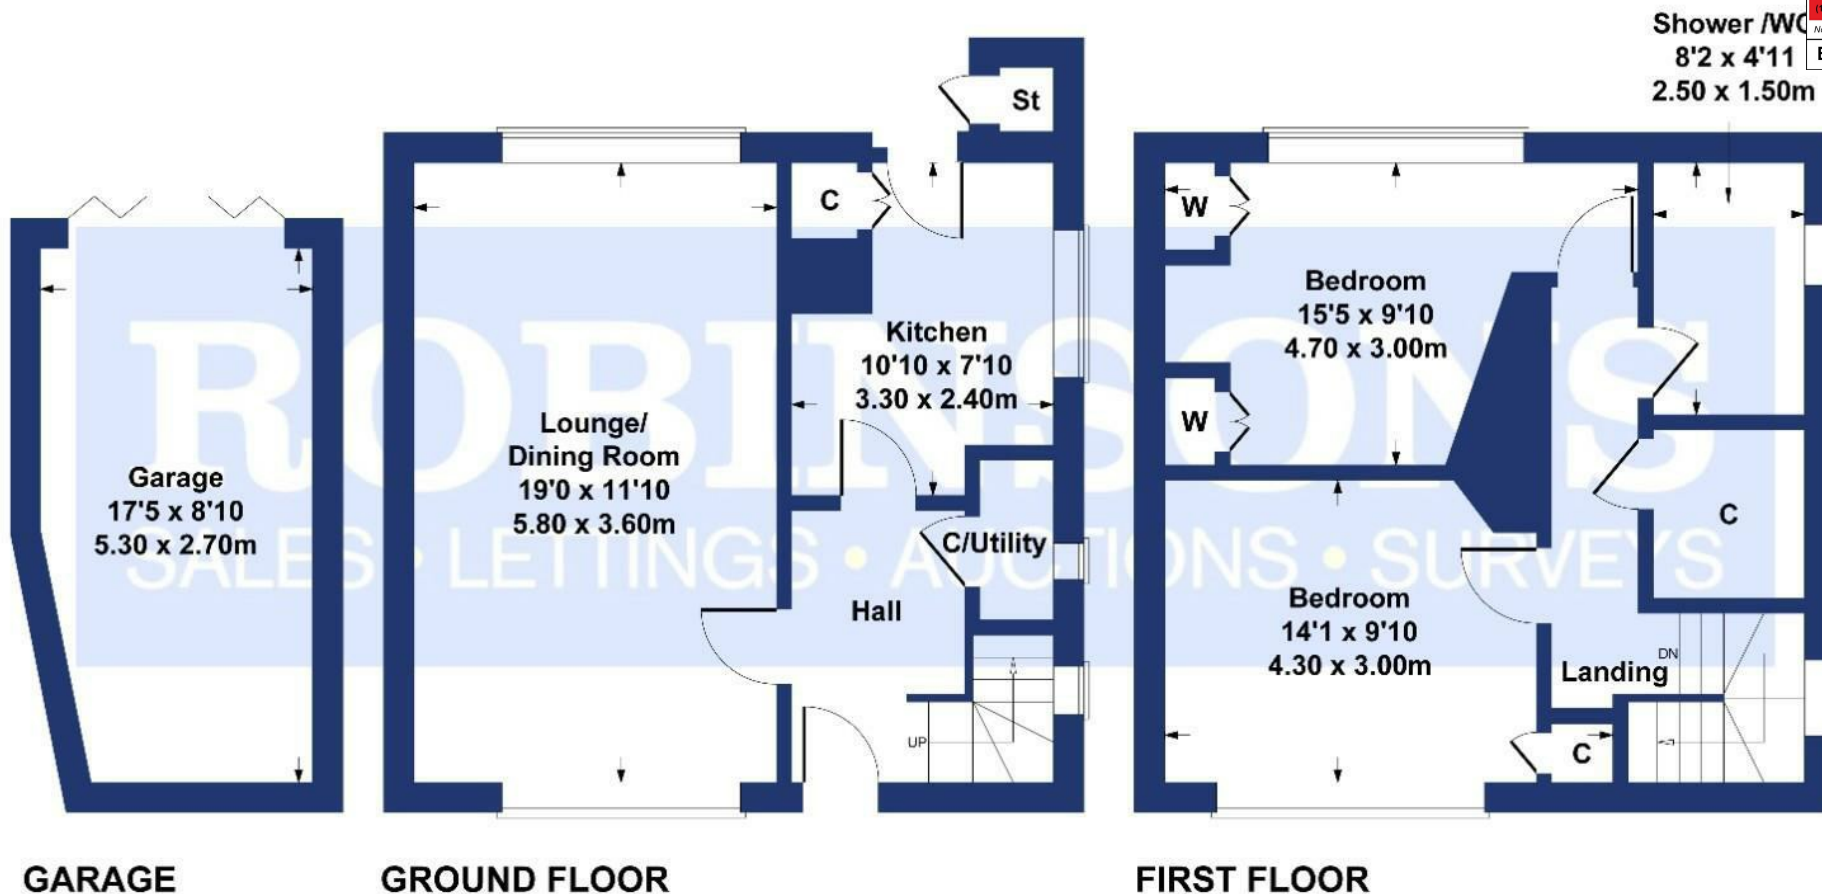 Shower /WC
8'2 x 4'11
2.50 x 1.50m
St
C
W
Bedroom
15'5 x 9'10
4.70 x 3.00m
Kitchen
10'10 x 7'10
3.30 x 2.40m
W
Lounge/
Dining Room
19'0 x 11'10
5.80 x 3.60m
Garage
17'5 x 8'10
5.30 x 2.70m
ROBINSONS
SALES • LETTINGS • AUCTIONS • SURVEYS
C/Utility
C
Hall
Bedroom
14'1 x 9'10
4.30 x 3.00m
DN
Landing
UP
C
GARAGE
GROUND FLOOR
FIRST FLOOR